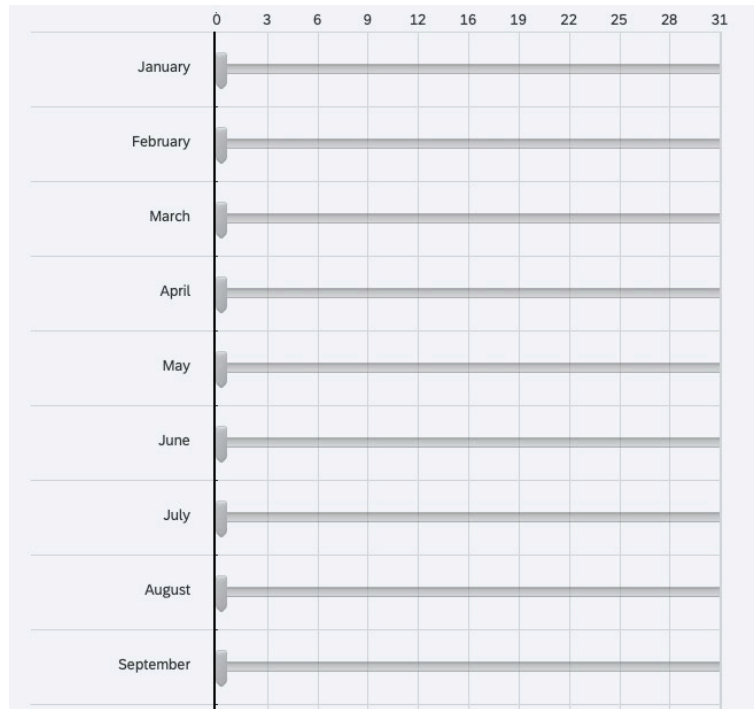 0 3 6 9 12 16 19 22 25 28 31
January
February
March
April
May
June
July
August
September